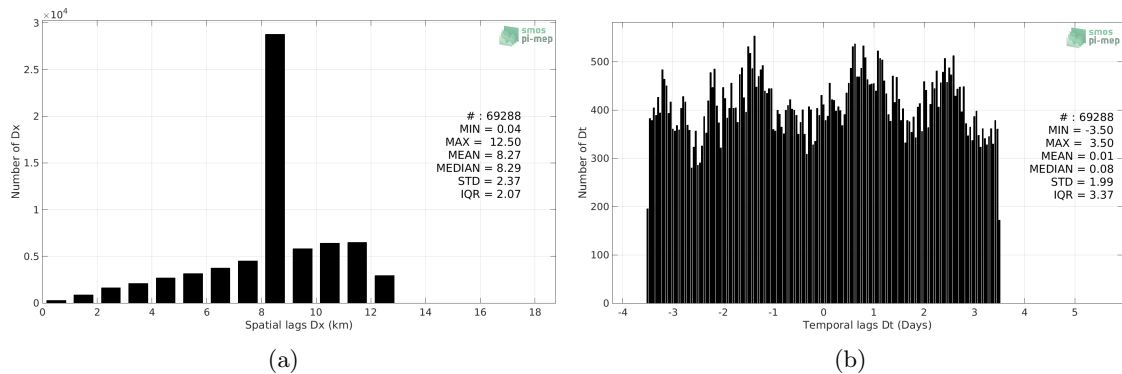 ×10⁴
3
2.5
2
1.5
1
0.5
0
Number of Dx
smos
pi-mep
# : 69288
MIN = 0.04
MAX = 12.50
MEAN = 8.27
MEDIAN = 8.29
STD = 2.37
IQR = 2.07
0 2 4 6 8 10 12 14 16 18
Spatial lags Dx (km)
(a)
500
400
300
200
100
0
Number of Dt
smos
pi-mep
# : 69288
MIN = -3.50
MAX = 3.50
MEAN = 0.01
MEDIAN = 0.08
STD = 1.99
IQR = 3.37
-4 -3 -2 -1 0 1 2 3 4 5
Temporal lags Dt (Days)
(b)